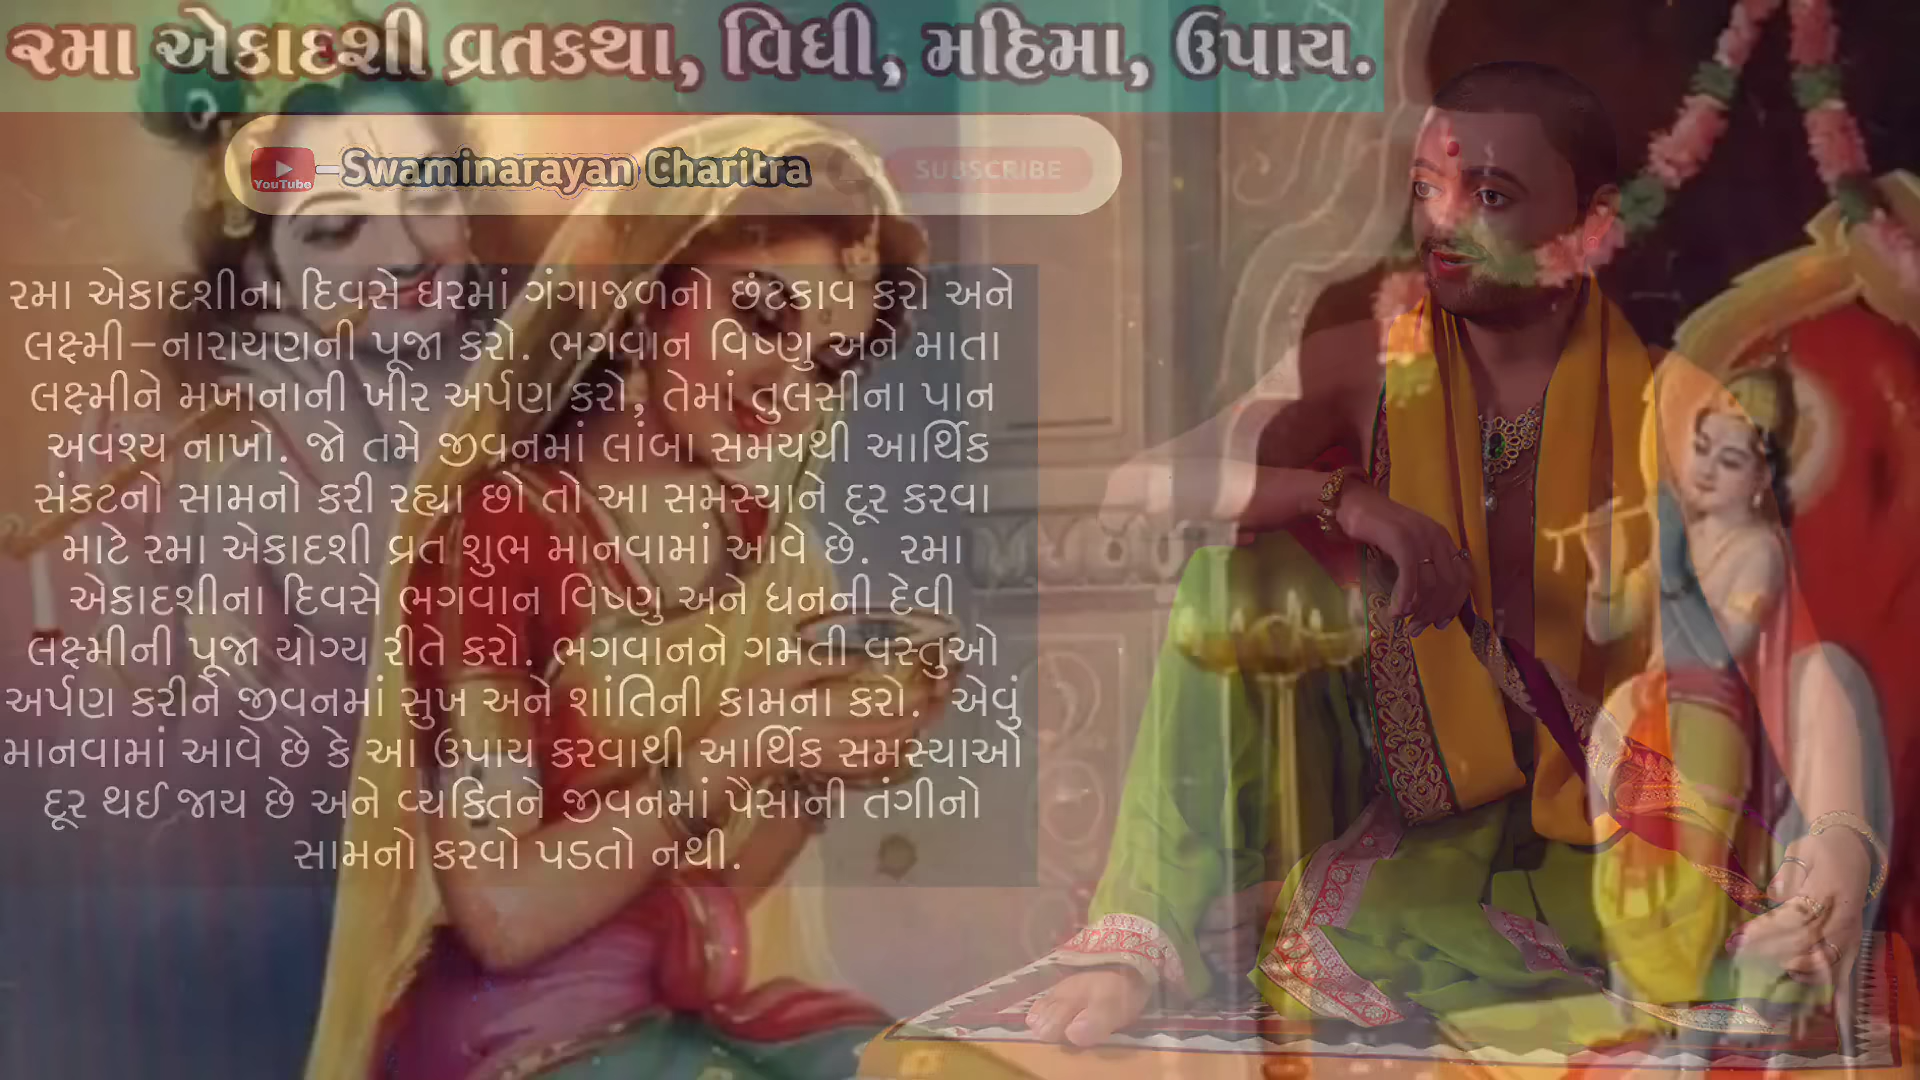 રમા એકાદશી વ્રતકથા, વિધી, મહિમા, ઉપાય.
YouTube Swaminarayan Charitra SUBSCRIBE
રમા એકાદશીના દિવસે ઘરમાં ગંગાજળનો છંટકાવ કરો અને
લક્ષ્મી–નારાયણની પૂજા કરો. ભગવાન વિષ્ણુ અને માતા
લક્ષ્મીને મખાનાની ખીર અર્પણ કરો, તેમાં તુલસીના પાન
અવશ્ય નાખો. જો તમે જીવનમાં લાંબા સમયથી આર્થિક
સંકટનો સામનો કરી રહ્યા છો તો આ સમસ્યાને દૂર કરવા
માટે રમા એકાદશી વ્રત શુભ માનવામાં આવે છે. રમા
એકાદશીના દિવસે ભગવાન વિષ્ણુ અને ધનની દેવી
લક્ષ્મીની પૂજા યોગ્ય રીતે કરો. ભગવાનને ગમતી વસ્તુઓ
અર્પણ કરીને જીવનમાં સુખ અને શાંતિની કામના કરો. એવું
માનવામાં આવે છે કે આ ઉપાય કરવાથી આર્થિક સમસ્યાઓ
દૂર થઈ જાય છે અને વ્યક્તિને જીવનમાં પૈસાની તંગીનો
સામનો કરવો પડતો નથી.